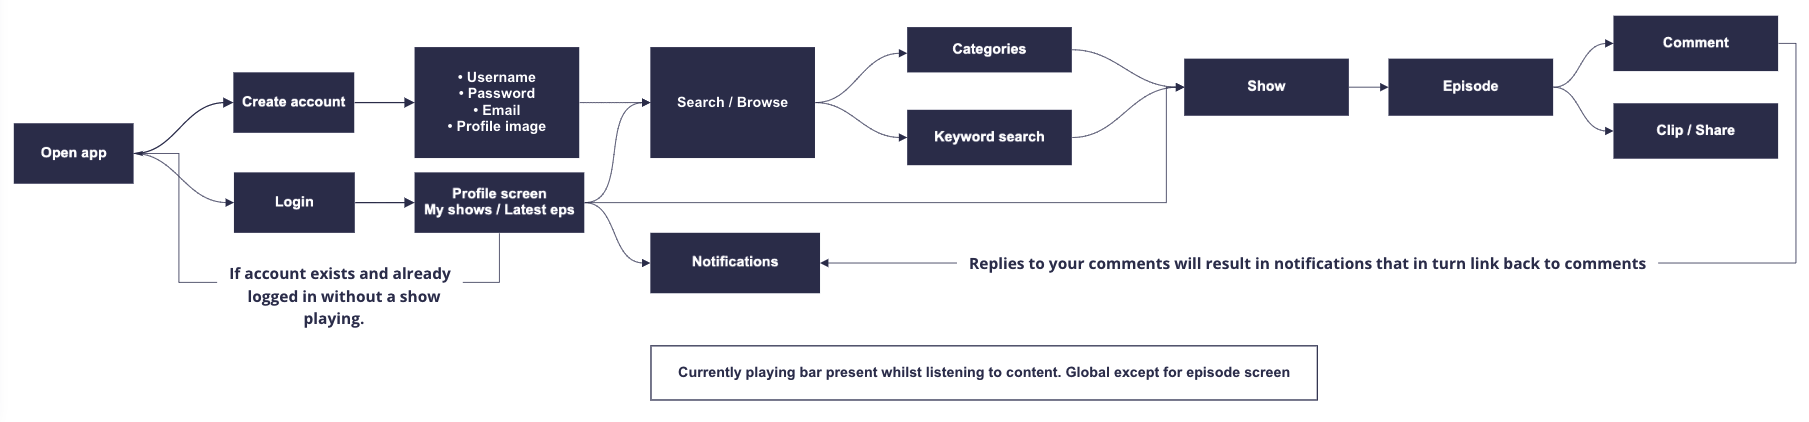 Open app
Create account
Login
• Username
• Password
• Email
• Profile image
Profile screen
My shows / Latest eps
If account exists and already
logged in without a show
playing.
Search / Browse
Notifications
Categories
Keyword search
Show
Episode
Comment
Clip / Share
Replies to your comments will result in notifications that in turn link back to comments
Currently playing bar present whilst listening to content. Global except for episode screen